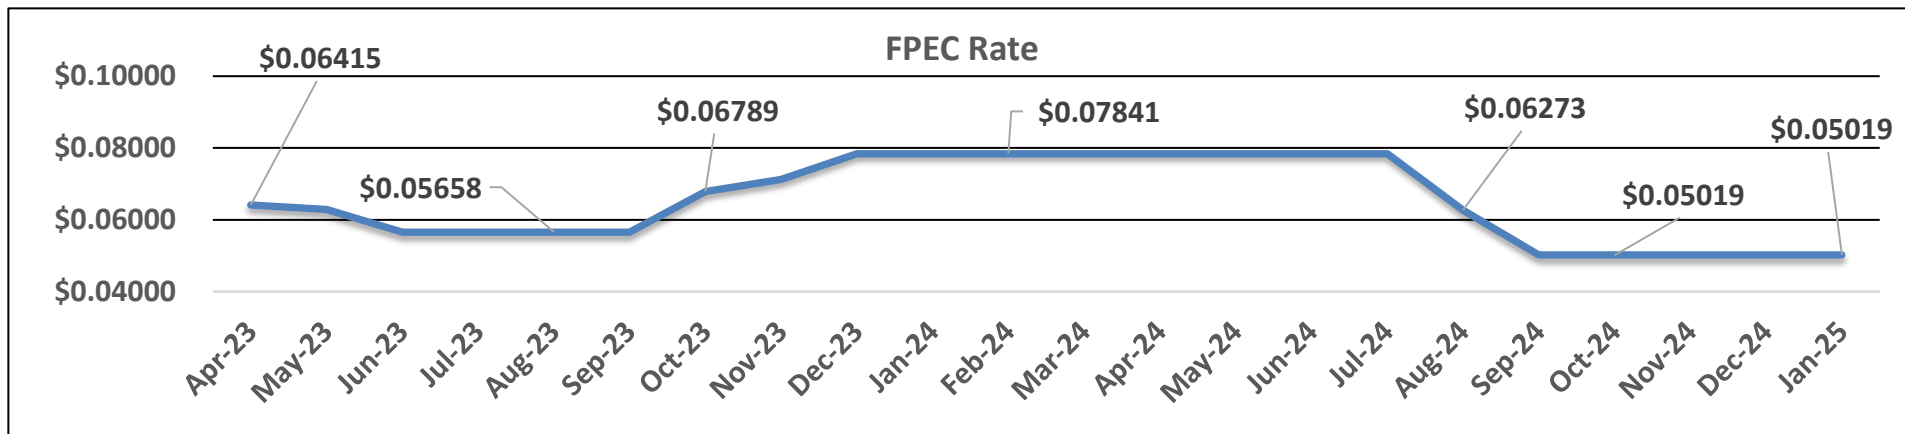 FPEC Rate
$0.06415
$0.10000
$0.06789
$0.07841
$0.06273
$0.05019
$0.08000
$0.05658
$0.05019
$0.06000
$0.04000
Apr-23
May-23
Jun-23
Jul-23
Aug-23
Sep-23
Oct-23
Nov-23
Dec-23
Jan-24
Feb-24
Mar-24
Apr-24
May-24
Jun-24
Jul-24
Aug-24
Sep-24
Oct-24
Nov-24
Dec-24
Jan-25